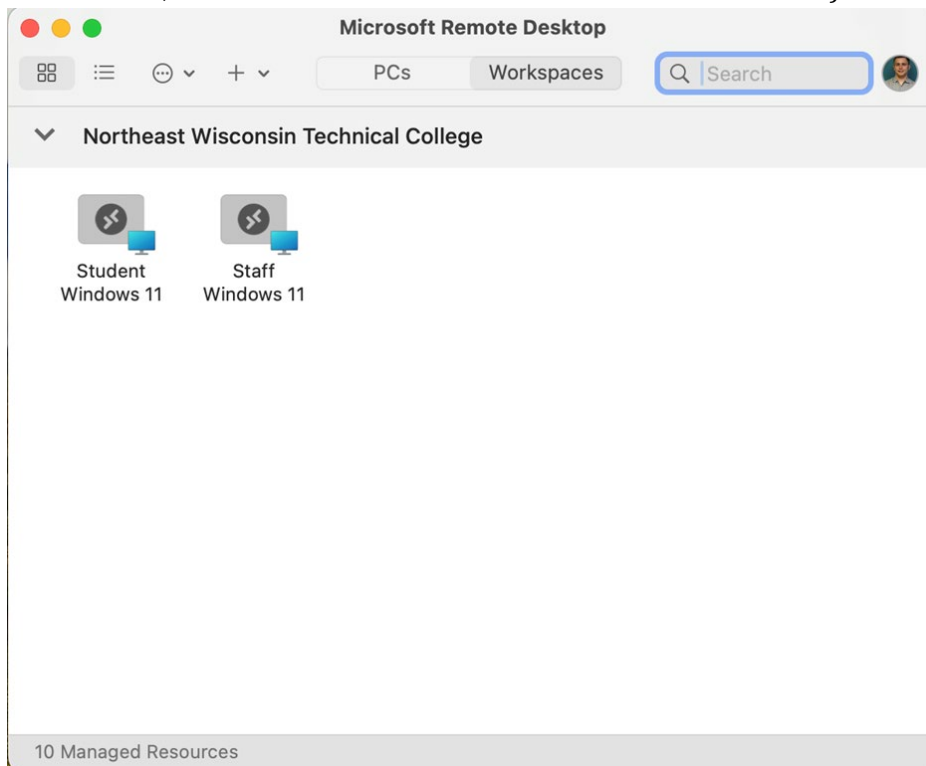 Microsoft Remote Desktop
PCs Workspaces Search
Northeast Wisconsin Technical College
Student Staff
Windows 11 Windows 11
10 Managed Resources